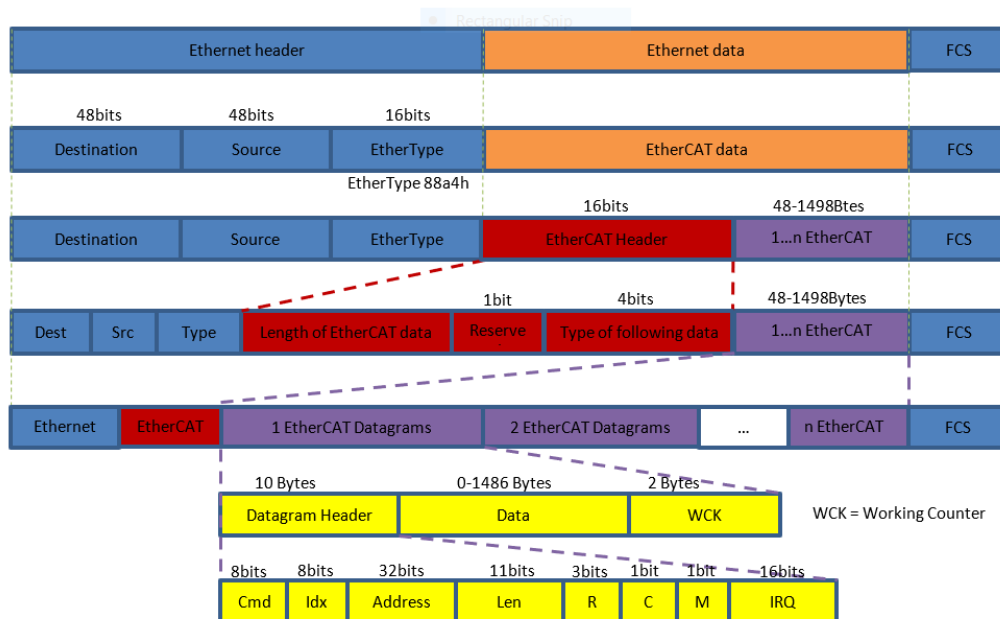 Rectangular Snip
Ethernet header Ethernet data FCS
48bits 48bits 16bits
Destination Source EtherType EtherCAT data FCS
EtherType 88a4h
16bits 48-1498Btes
Destination Source EtherType EtherCAT Header 1...n EtherCAT FCS
1bit 4bits 48-1498Bytes
Dest Src Type Length of EtherCAT data Reserve Type of following data 1...n EtherCAT FCS
Ethernet EtherCAT 1 EtherCAT Datagrams 2 EtherCAT Datagrams ... n EtherCAT FCS
10 Bytes 0-1486 Bytes 2 Bytes
Datagram Header Data WCK WCK = Working Counter
8bits 8bits 32bits 11bits 3bits 1bit 1bit 16bits
Cmd Idx Address Len R C M IRQ